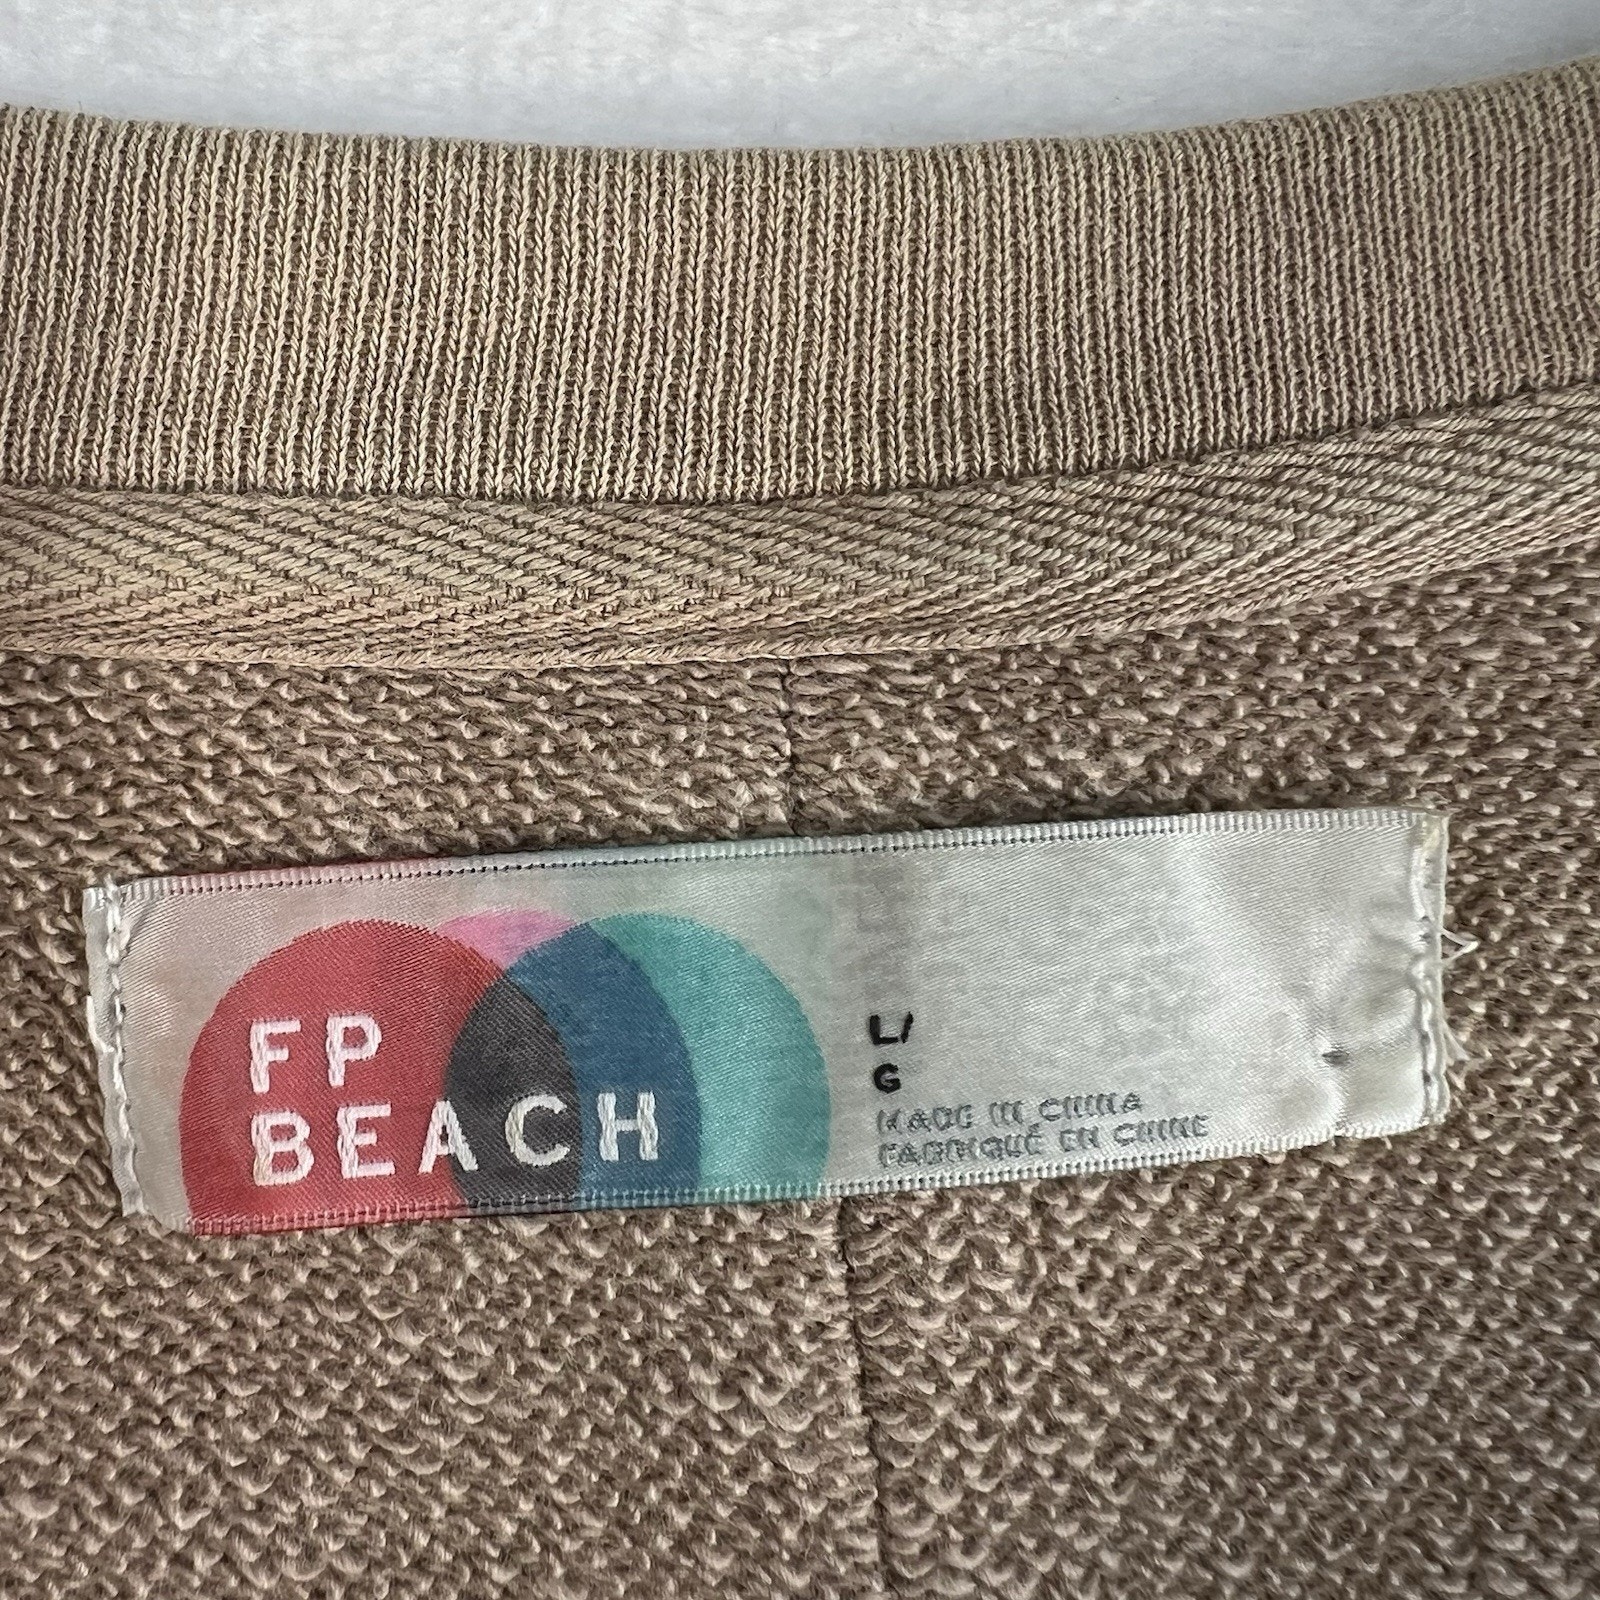 FP
BEACH
L/
G
MADE IN CHINA
FABRIQUÉ EN CHINE